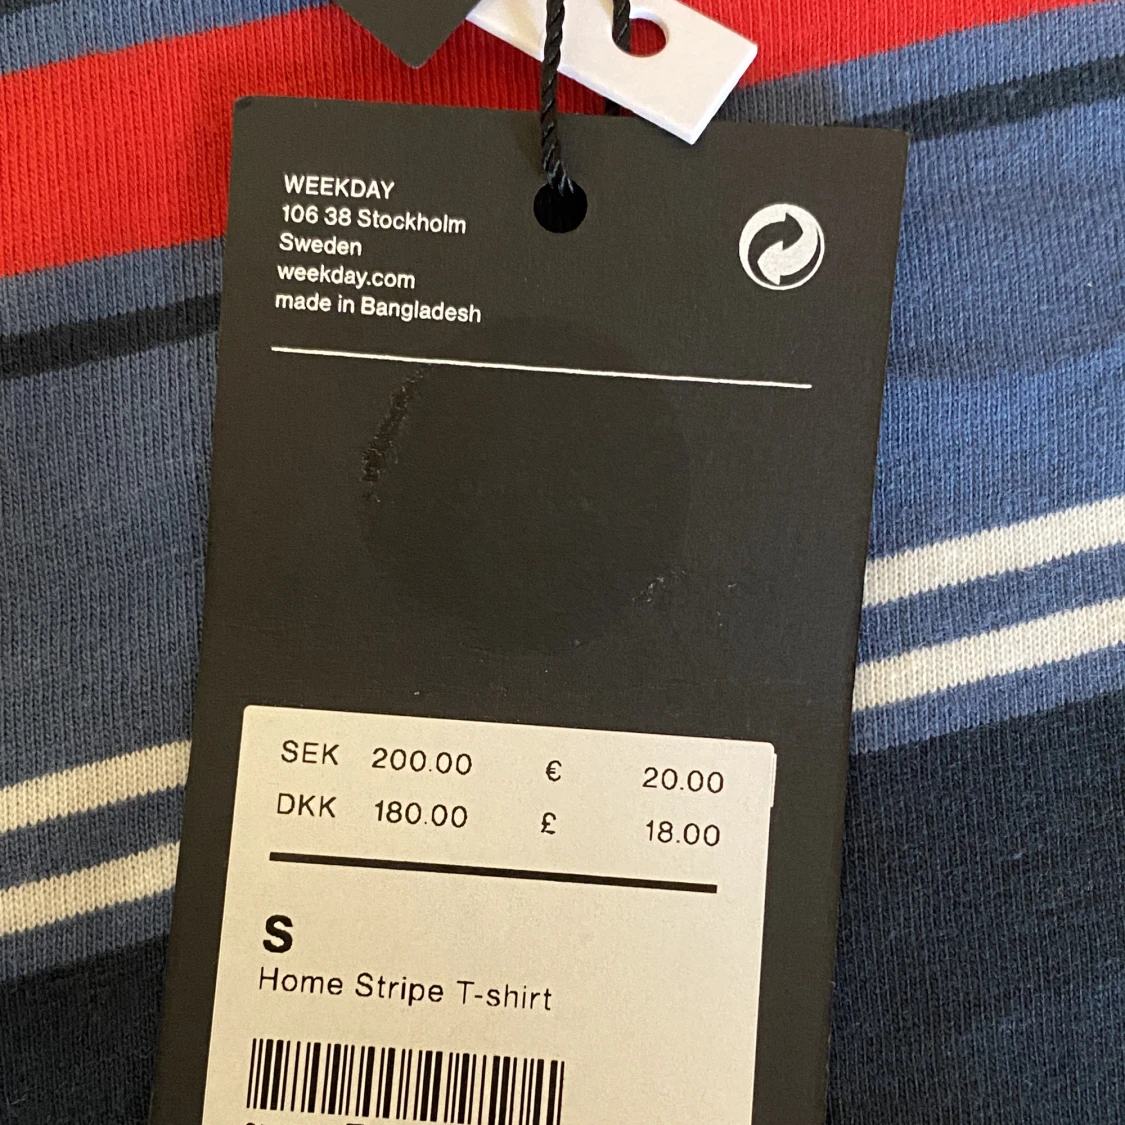 WEEKDAY
106 38 Stockholm
Sweden
weekday.com
made in Bangladesh
SEK 200.00 € 20.00
DKK 180.00 £ 18.00
S
Home Stripe T-shirt